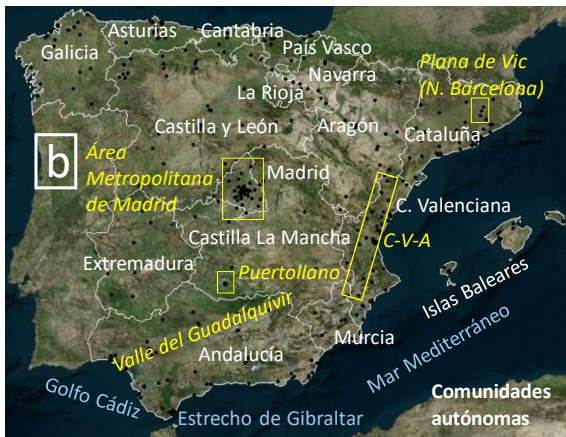 Asturias
Cantabria
Galicia
País Vasco
Navarra
Plana de Vic
(N. Barcelona)
La Rioja
Castilla y León
Aragón
Cataluña
b
Área
Metropolitana
de Madrid
Madrid
C. Valenciana
Castilla La Mancha
C-V-A
Extremadura
Puertollano
Islas Baleares
Valle del Guadalquivir
Murcia
Andalucía
Mar Mediterráneo
Golfo Cádiz
Estrecho de Gibraltar
Comunidades
autónomas